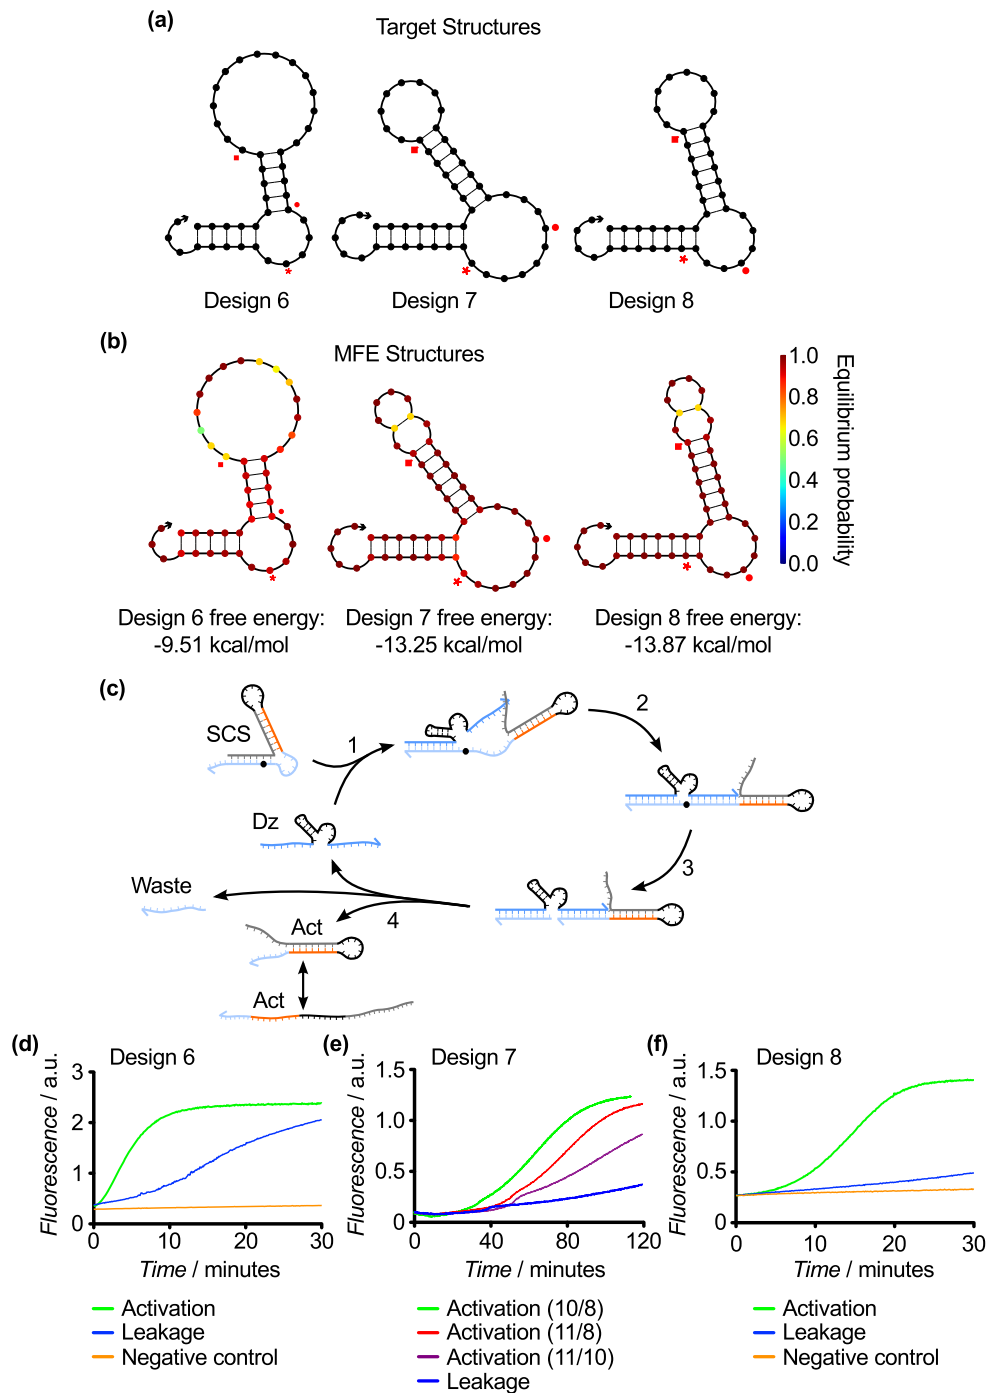 (a)
Target Structures
Design 6
Design 7
Design 8
(b)
MFE Structures
1.0
0.8
0.6
0.4
0.2
0.0
Equilibrium probability
Design 6 free energy:
-9.51 kcal/mol
Design 7 free energy:
-13.25 kcal/mol
Design 8 free energy:
-13.87 kcal/mol
(c)
SCS
1
2
Dz
3
Waste
4
Act
Act
(d)
Design 6
Fluorescence / a.u.
3
2
1
0
0
10
20
30
Time / minutes
Activation
Leakage
Negative control
(e)
Design 7
Fluorescence / a.u.
1.5
1.0
0.5
0
0
40
80
120
Time / minutes
Activation (10/8)
Activation (11/8)
Activation (11/10)
Leakage
(f)
Design 8
Fluorescence / a.u.
1.5
1.0
0.5
0
0
10
20
30
Time / minutes
Activation
Leakage
Negative control